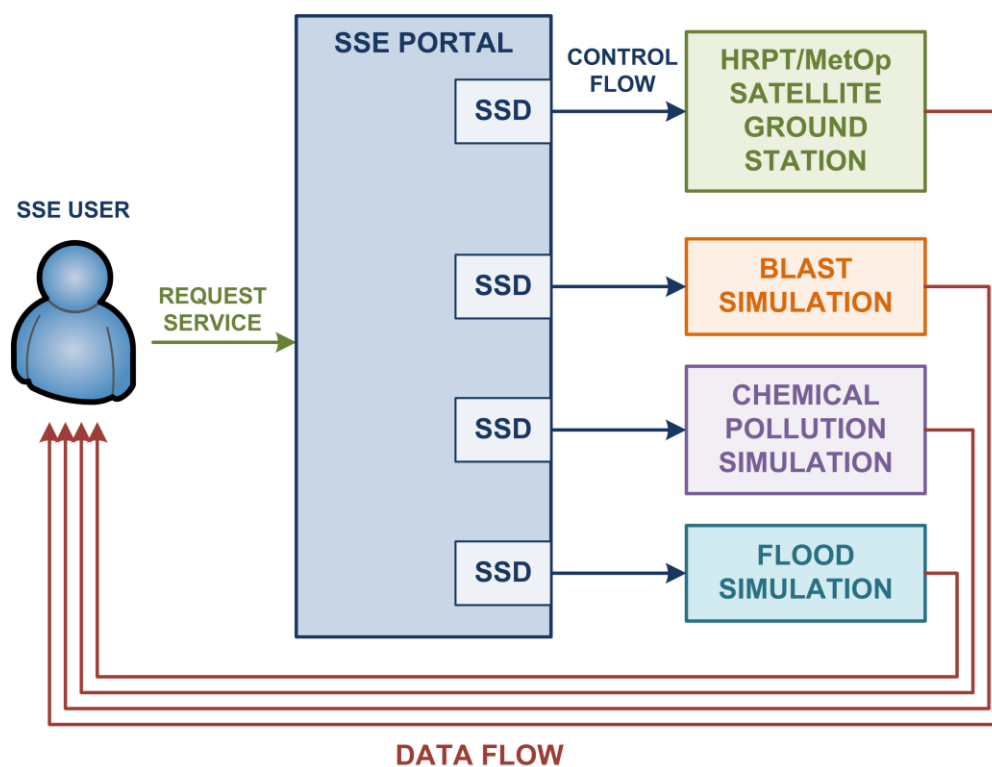 SSE PORTAL
CONTROL
FLOW
HRPT/MetOp
SATELLITE
GROUND
STATION
SSD
SSE USER
REQUEST
SERVICE
SSD
BLAST
SIMULATION
SSD
CHEMICAL
POLLUTION
SIMULATION
SSD
FLOOD
SIMULATION
DATA FLOW